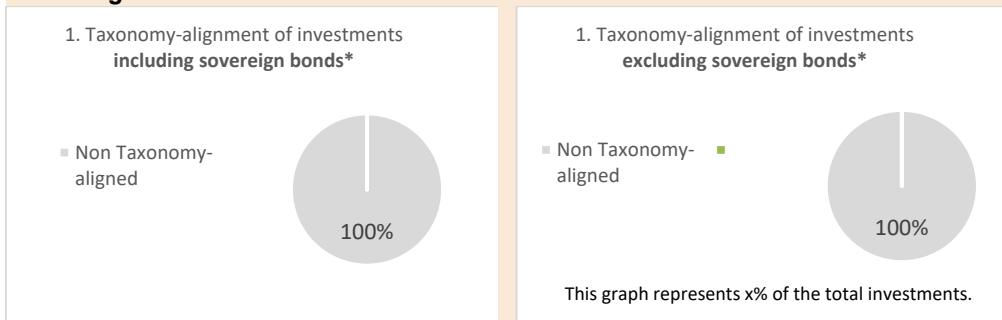 1. Taxonomy-alignment of investments
including sovereign bonds*
Non Taxonomy-
aligned
100%
1. Taxonomy-alignment of investments
excluding sovereign bonds*
Non Taxonomy-
aligned
100%
This graph represents x% of the total investments.